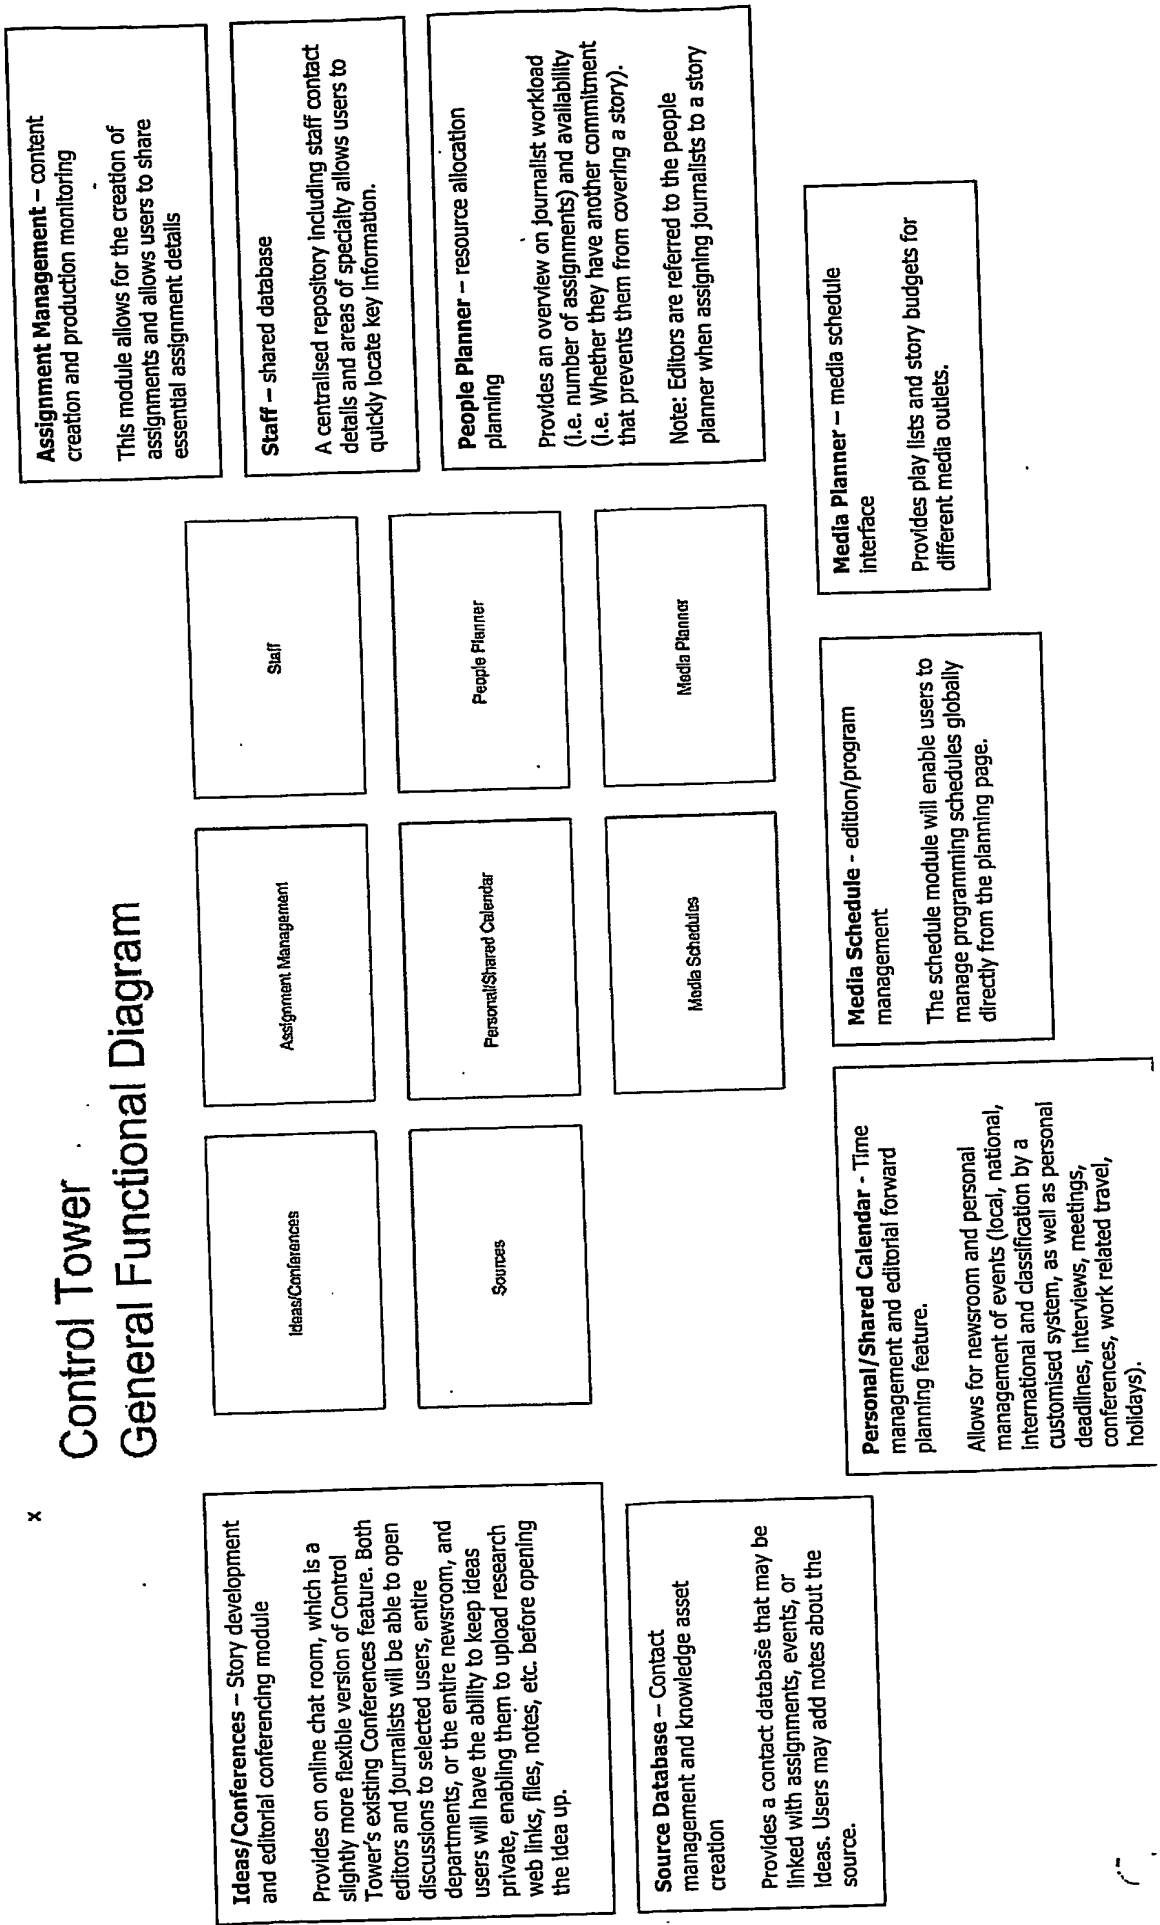 x
Control Tower
General Functional Diagram
Ideas/Conferences – Story development
and editorial conferencing module
Provides on online chat room, which is a
slightly more flexible version of Control
Tower's existing Conferences feature. Both
editors and journalists will be able to open
discussions to selected users, entire
departments, or the entire newsroom, and
users will have the ability to keep ideas
private, enabling them to upload research
web links, files, notes, etc. before opening
the idea up.
Source Database – Contact
management and knowledge asset
creation
Provides a contact database that may be
linked with assignments, events, or
ideas. Users may add notes about the
source.
Ideas/Conferences
Assignment Management
Staff
Sources
Personal/Shared Calendar
People Planner
Media Schedules
Media Planner
Assignment Management – content
creation and production monitoring
This module allows for the creation of
assignments and allows users to share
essential assignment details
Staff – shared database
A centralised repository including staff contact
details and areas of specialty allows users to
quickly locate key information.
People Planner – resource allocation
planning
Provides an overview on journalist workload
(i.e. number of assignments) and availability
(i.e. Whether they have another commitment
that prevents them from covering a story).
Note: Editors are referred to the people
planner when assigning journalists to a story
Personal/Shared Calendar - Time
management and editorial forward
planning feature.
Allows for newsroom and personal
management of events (local, national,
international and classification by a
customised system, as well as personal
deadlines, interviews, meetings,
conferences, work related travel,
holidays).
Media Schedule - edition/program
management
The schedule module will enable users to
manage programming schedules globally
directly from the planning page.
Media Planner – media schedule
interface
Provides play lists and story budgets for
different media outlets.